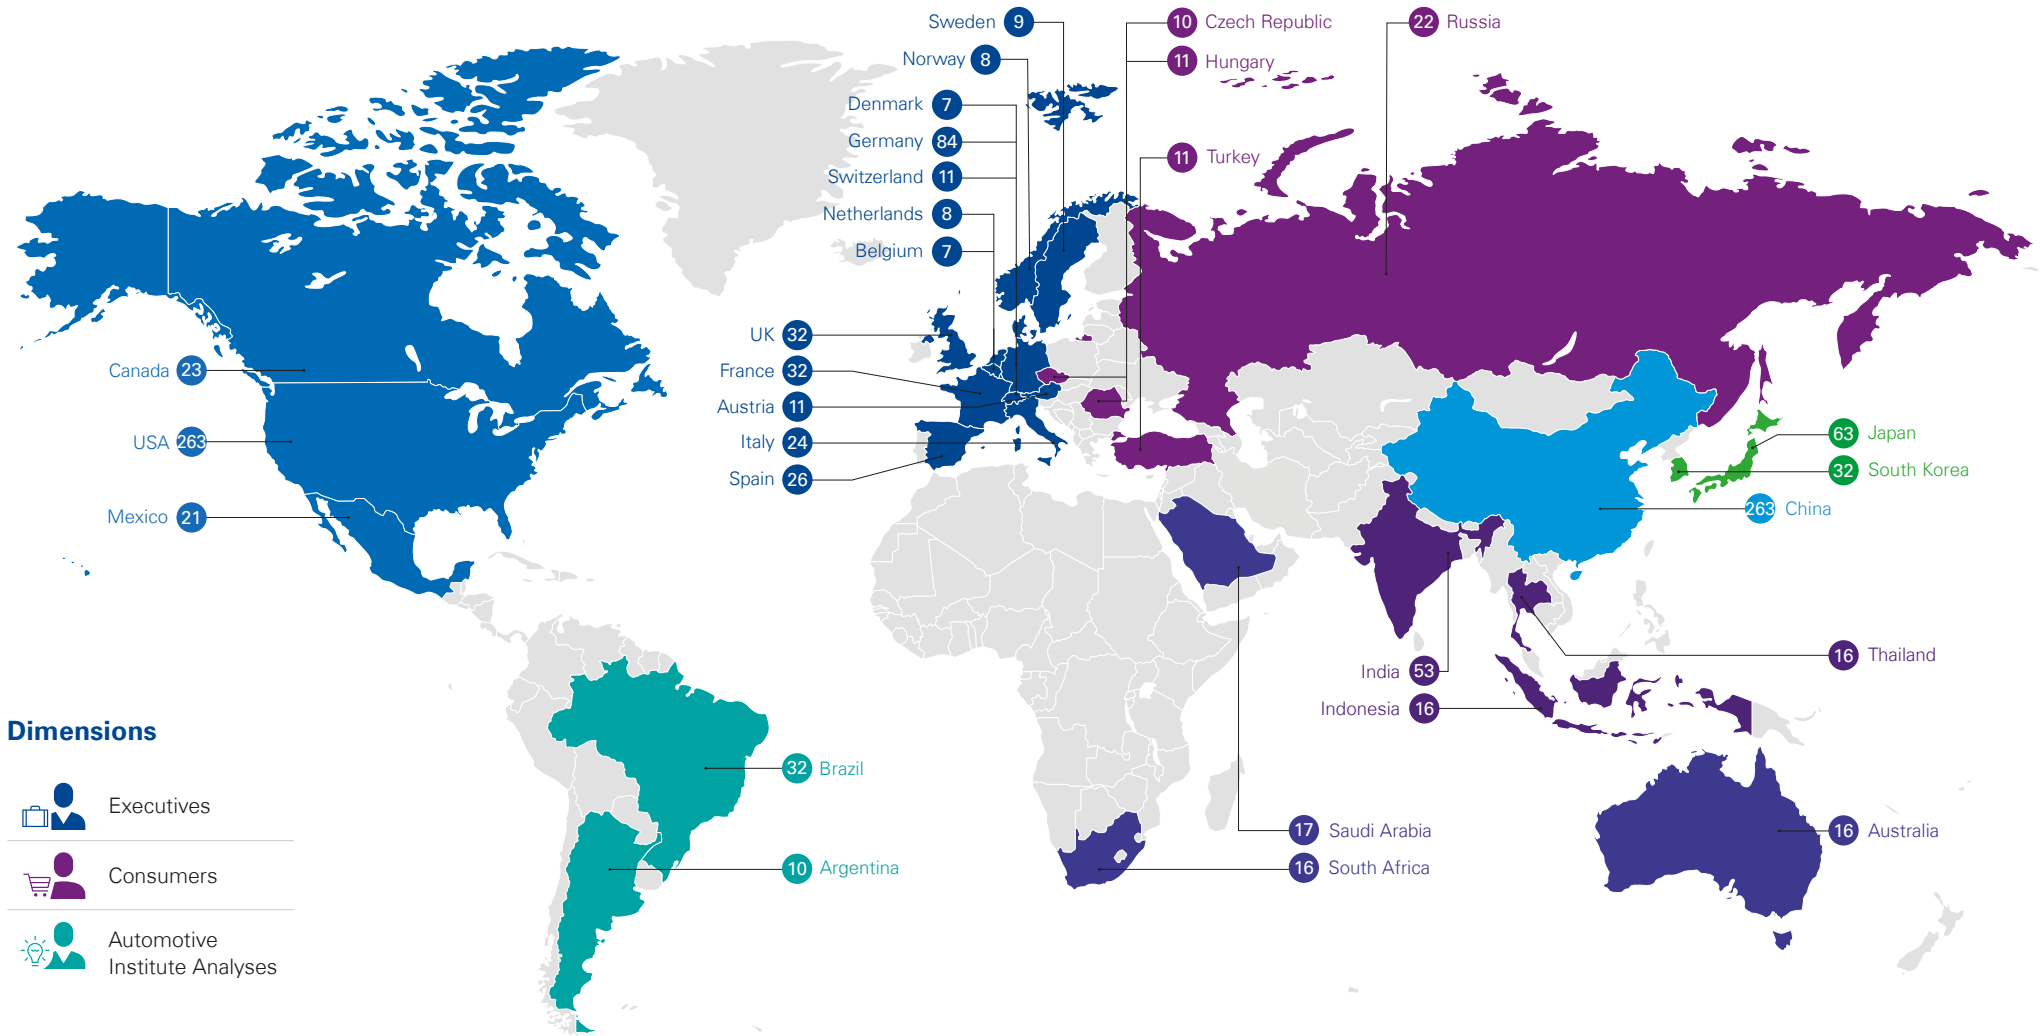 Sweden 9
Norway 8
Denmark 7
Germany 84
Switzerland 11
Netherlands 8
Belgium 7
UK 32
France 32
Austria 11
Italy 24
Spain 26
10 Czech Republic
11 Hungary
11 Turkey
22 Russia
Canada 23
USA 263
Mexico 21
63 Japan
32 South Korea
263 China
16 Thailand
India 53
Indonesia 16
32 Brazil
10 Argentina
17 Saudi Arabia
16 South Africa
16 Australia
Dimensions
Executives
Consumers
Automotive
Institute Analyses